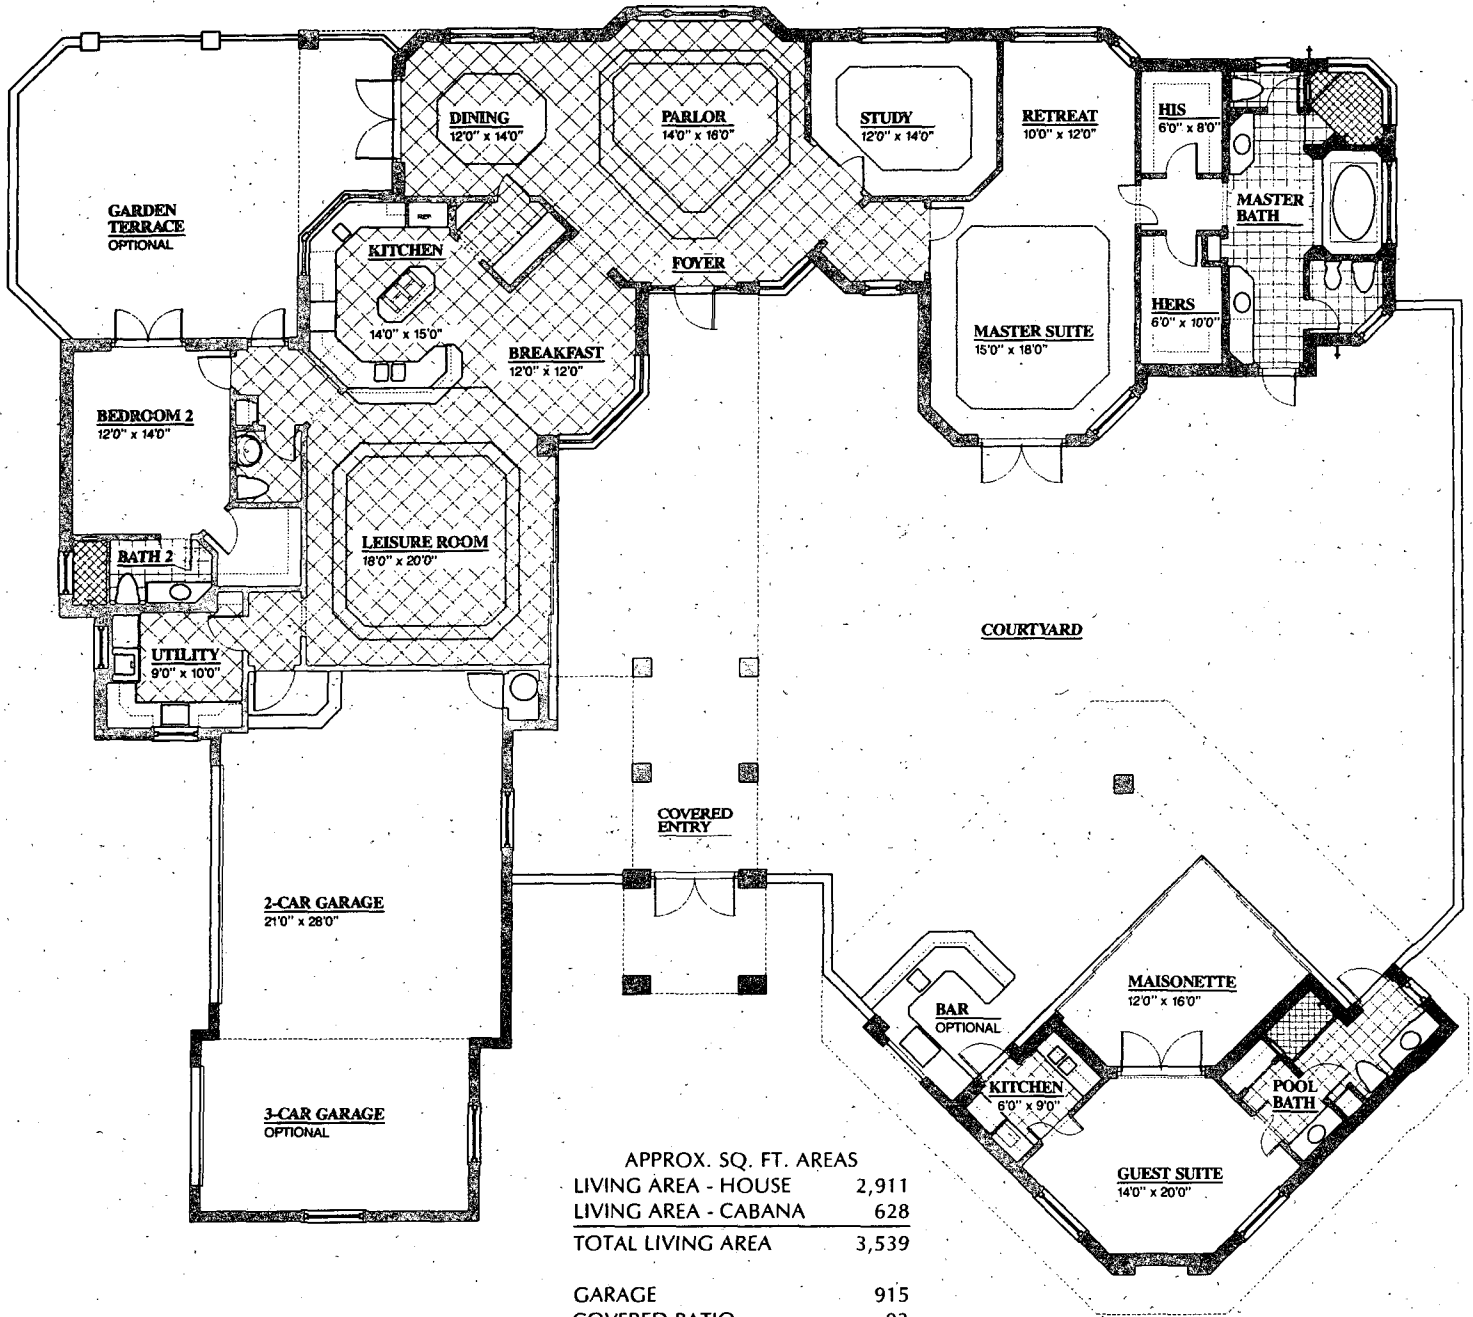 DINING
12'0" x 14'0"
PARLOR
14'0" x 16'0"
STUDY
12'0" x 14'0"
RETREAT
10'0" x 12'0"
HIS
6'0" x 8'0"
GARDEN
TERRACE
OPTIONAL
REF
KITCHEN
14'0" x 15'0"
FOYER
MASTER
BATH
HERS
6'0" x 10'0"
MASTER SUITE
15'0" x 18'0"
BREAKFAST
12'0" x 12'0"
BEDROOM 2
12'0" x 14'0"
LEISURE ROOM
18'0" x 20'0"
BATH 2
UTILITY
9'0" x 10'0"
COURTYARD
COVERED
ENTRY
2-CAR GARAGE
21'0" x 28'0"
3-CAR GARAGE
OPTIONAL
BAR
OPTIONAL
MAISONETTE
12'0" x 16'0"
KITCHEN
6'0" x 9'0"
POOL
BATH
GUEST SUITE
14'0" x 20'0"
APPROX. SQ. FT. AREAS
LIVING AREA - HOUSE 2,911
LIVING AREA - CABANA 628
TOTAL LIVING AREA 3,539
GARAGE 915